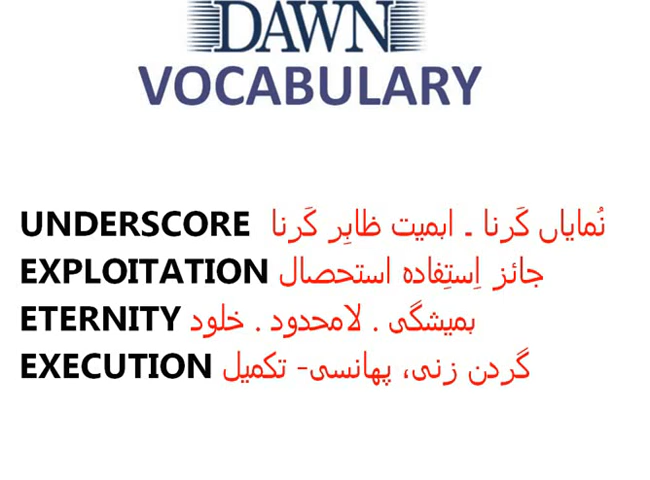 DAWN
VOCABULARY
UNDERSCORE نُمایاں کَرنا ۔ اہمیت ظاہِر کَرنا
EXPLOITATION جائز اِستِفادہ استحصال
ETERNITY ہمیشگی . لامحدود . خلود
EXECUTION گردن زنی، پھانسی- تکمیل